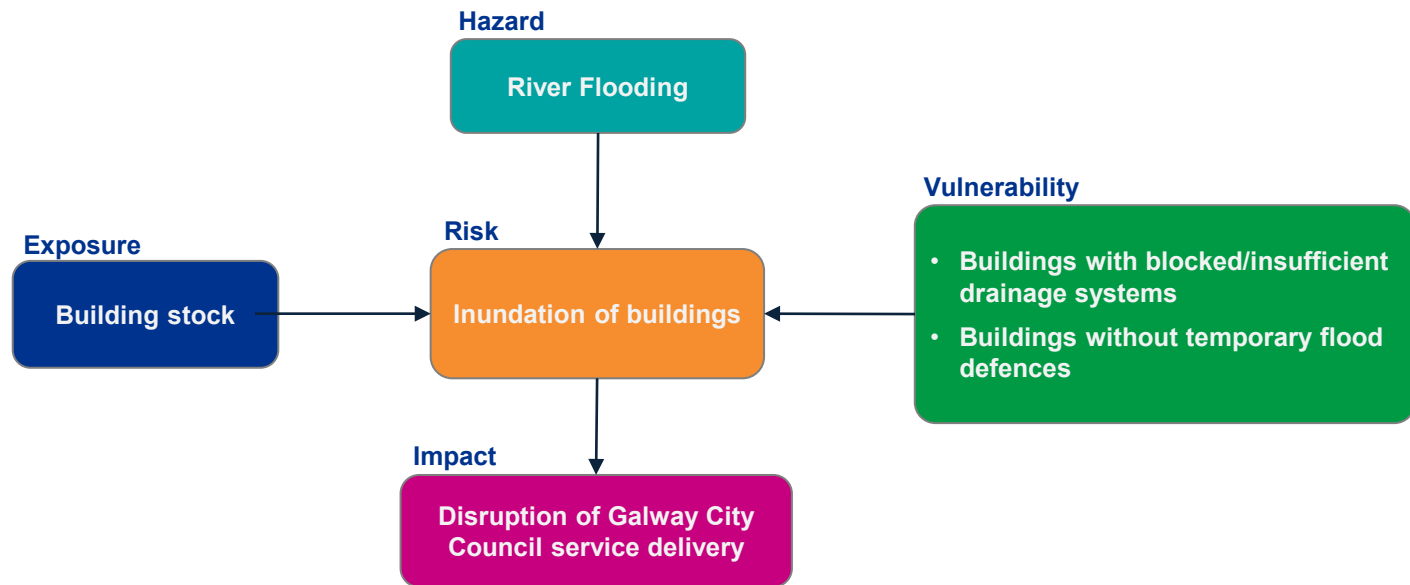 Hazard
River Flooding
Vulnerability
• Buildings with blocked/insufficient
drainage systems
• Buildings without temporary flood
defences
Exposure
Building stock
Risk
Inundation of buildings
Impact
Disruption of Galway City
Council service delivery